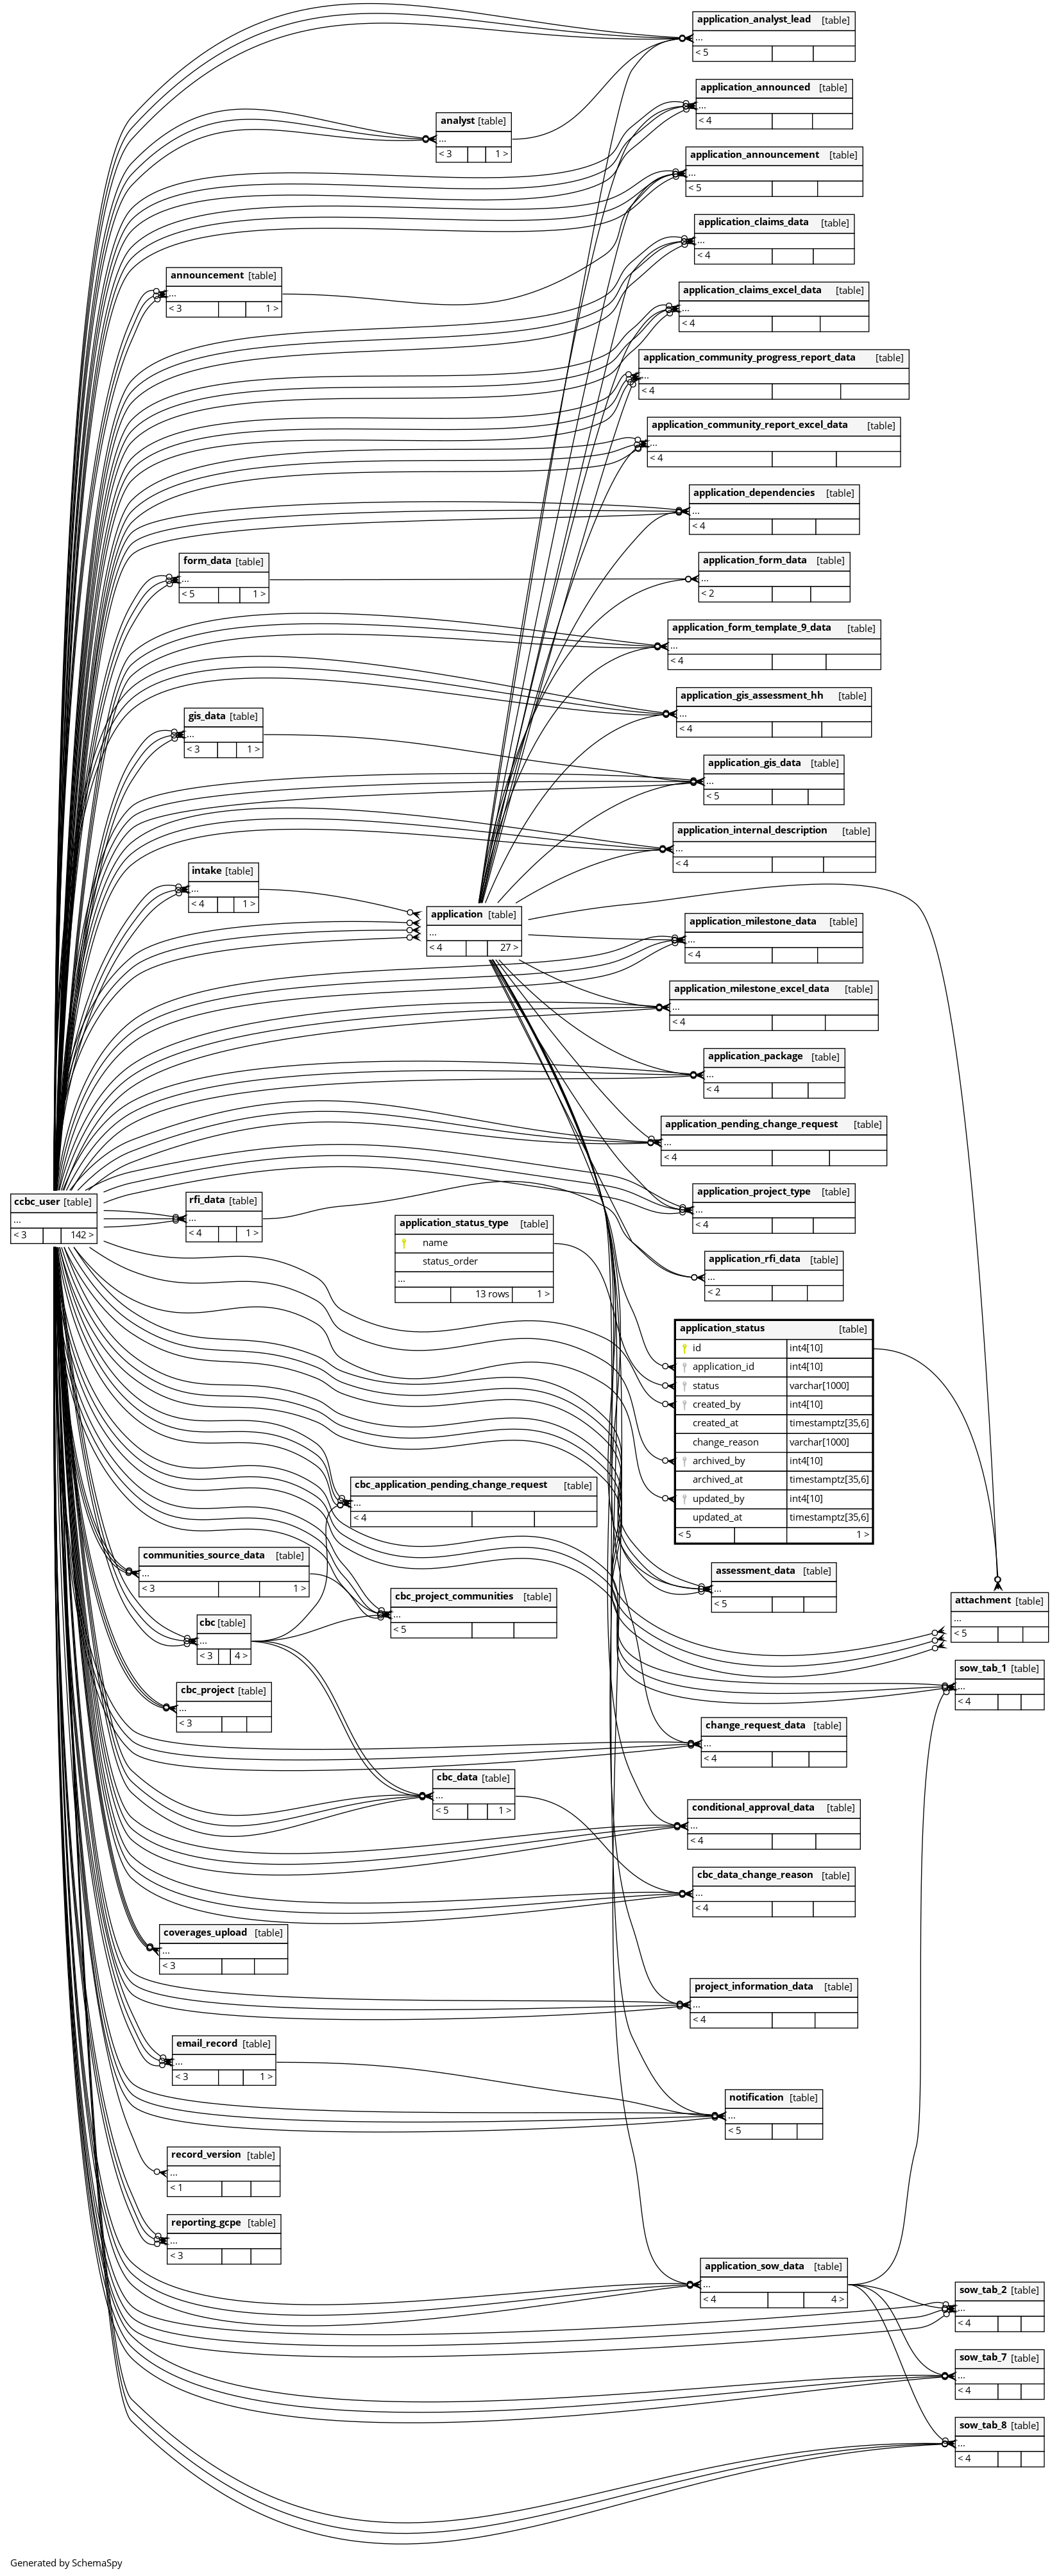 application_analyst_lead [table]
...
< 5
application_announced [table]
...
< 4
analyst [table]
...
< 3 1 >
application_announcement [table]
...
< 5
application_claims_data [table]
...
< 4
announcement [table]
...
< 3 1 >
application_claims_excel_data [table]
...
< 4
application_community_progress_report_data [table]
...
< 4
application_community_report_excel_data [table]
...
< 4
application_dependencies [table]
...
< 4
form_data [table]
...
< 5 1 >
application_form_data [table]
...
< 2
application_form_template_9_data [table]
...
< 4
application_gis_assessment_hh [table]
...
< 4
gis_data [table]
...
< 3 1 >
application_gis_data [table]
...
< 5
application_internal_description [table]
...
< 4
intake [table]
...
< 4 1 >
application [table]
...
< 4 27 >
application_milestone_data [table]
...
< 4
application_milestone_excel_data [table]
...
< 4
application_package [table]
...
< 4
application_pending_change_request [table]
...
< 4
application_project_type [table]
...
< 4
ccbc_user [table]
...
< 3 142 >
rfi_data [table]
...
< 4 1 >
application_status_type [table]
name
status_order
...
13 rows 1 >
application_rfi_data [table]
...
< 2
application_status [table]
id int4[10]
application_id int4[10]
status varchar[1000]
created_by int4[10]
created_at timestamptz[35,6]
change_reason varchar[1000]
archived_by int4[10]
archived_at timestamptz[35,6]
updated_by int4[10]
updated_at timestamptz[35,6]
< 5 1 >
cbc_application_pending_change_request [table]
...
< 4
communities_source_data [table]
...
< 3 1 >
assessment_data [table]
...
< 5
cbc_project_communities [table]
...
< 5
attachment [table]
...
< 5
cbc [table]
...
< 3 4 >
sow_tab_1 [table]
...
< 4
cbc_project [table]
...
< 3
change_request_data [table]
...
< 4
cbc_data [table]
...
< 5 1 >
conditional_approval_data [table]
...
< 4
cbc_data_change_reason [table]
...
< 4
coverages_upload [table]
...
< 3
project_information_data [table]
...
< 4
email_record [table]
...
< 3 1 >
notification [table]
...
< 5
record_version [table]
...
< 1
reporting_gcpe [table]
...
< 3
application_sow_data [table]
...
< 4 4 >
sow_tab_2 [table]
...
< 4
sow_tab_7 [table]
...
< 4
sow_tab_8 [table]
...
< 4
Generated by SchemaSpy